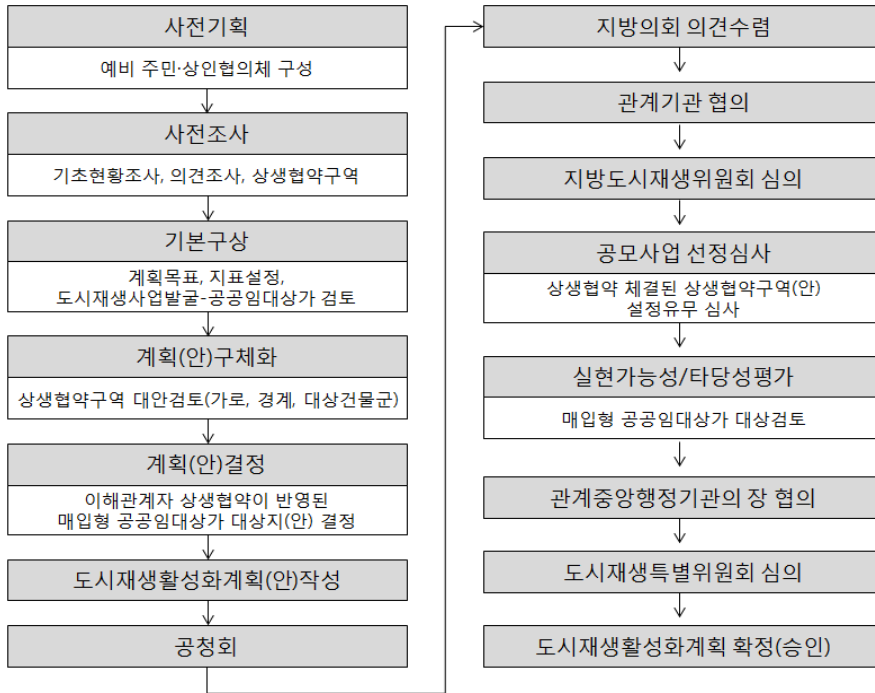 사전기획
예비 주민·상인협의체 구성
사전조사
기초현황조사, 의견조사, 상생협약구역
기본구상
계획목표, 지표설정,
도시재생사업발굴-공공임대상가 검토
계획(안)구체화
상생협약구역 대안검토(가로, 경계, 대상건물군)
계획(안)결정
이해관계자 상생협약이 반영된
매입형 공공임대상가 대상지(안) 결정
도시재생활성화계획(안)작성
공청회
지방의회 의견수렴
관계기관 협의
지방도시재생위원회 심의
공모사업 선정심사
상생협약 체결된 상생협약구역(안)
설정유무 심사
실현가능성/타당성평가
매입형 공공임대상가 대상검토
관계중앙행정기관의 장 협의
도시재생특별위원회 심의
도시재생활성화계획 확정(승인)